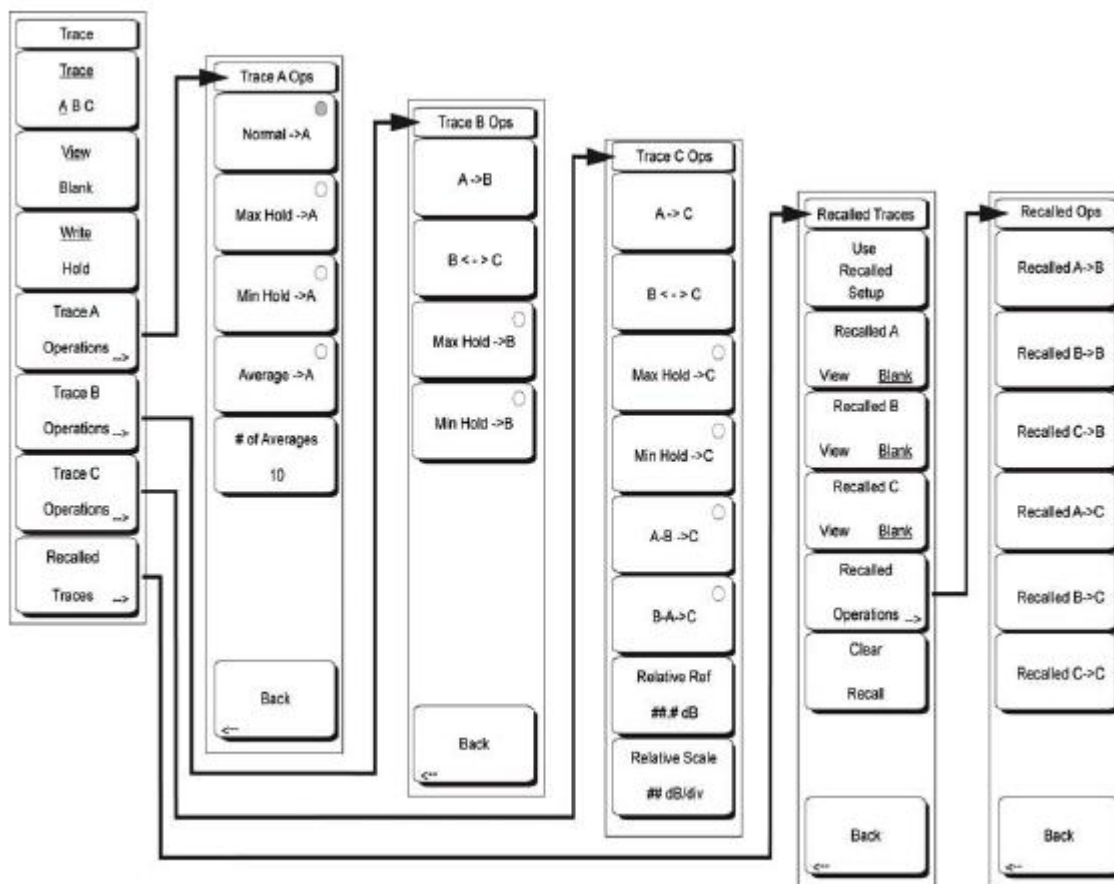 Trace
Trace
A B C
View
Blank
Write
Hold
Trace A
Operations -->
Trace B
Operations -->
Trace C
Operations -->
Recalled
Traces -->
Trace A Ops
Normal ->A
Max Hold ->A
Min Hold ->A
Average ->A
# of Averages
10
Back
<--
Trace B Ops
A ->B
B < - > C
Max Hold ->B
Min Hold ->B
Back
<--
Trace C Ops
A -> C
B < - > C
Max Hold ->C
Min Hold ->C
A-B ->C
B-A->C
Relative Ref
##.# dB
Relative Scale
## dB/div
Recalled Traces
Use
Recalled
Setup
Recalled A
View Blank
Recalled B
View Blank
Recalled C
View Blank
Recalled
Operations -->
Clear
Recall
Back
<--
Recalled Ops
Recalled A->B
Recalled B->B
Recalled C->B
Recalled A->C
Recalled B->C
Recalled C->C
Back
<--